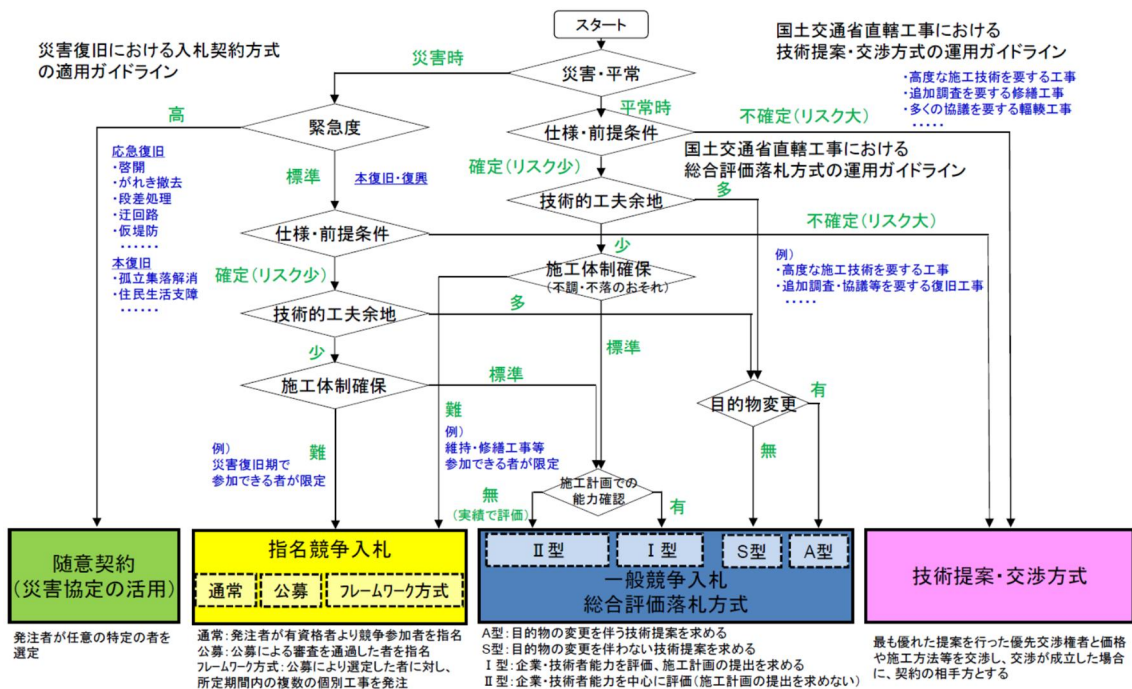 スタート
災害復旧における入札契約方式
の適用ガイドライン
国土交通省直轄工事における
技術提案・交渉方式の運用ガイドライン
・高度な施工技術を要する工事
・追加調査を要する修繕工事
・多くの協議を要する輻輳工事
・・・・・
災害時
災害・平常
平常時
高
緊急度
仕様・前提条件
不確定(リスク大)
応急復旧
・啓開
・がれき撤去
・段差処理
・迂回路
・仮堤防
・・・・・・
本復旧
・孤立集落解消
・住民生活支障
・・・・・・
標準
本復旧・復興
確定(リスク少)
国土交通省直轄工事における
総合評価落札方式の運用ガイドライン
技術的工夫余地
多
仕様・前提条件
不確定(リスク大)
少
確定(リスク少)
施工体制確保
(不調・不落のおそれ)
例)
・高度な施工技術を要する工事
・追加調査・協議等を要する復旧工事
・・・・・
技術的工夫余地
多
少
標準
施工体制確保
標準
目的物変更
有
難
例)
災害復旧期で
参加できる者が限定
難
例)
維持・修繕工事等
参加できる者が限定
無
施工計画での
能力確認
無
(実績で評価)
有
随意契約
(災害協定の活用)
指名競争入札
通常
公募
フレームワーク方式
Ⅱ型
Ⅰ型
S型
A型
一般競争入札
総合評価落札方式
技術提案・交渉方式
発注者が任意の特定の者を
選定
通常:発注者が有資格者より競争参加者を指名
公募:公募による審査を通過した者を指名
フレームワーク方式:公募により選定した者に対し、
所定期間内の複数の個別工事を発注
A型:目的物の変更を伴う技術提案を求める
S型:目的物の変更を伴わない技術提案を求める
Ⅰ型:企業・技術者能力を評価、施工計画の提出を求める
Ⅱ型:企業・技術者能力を中心に評価(施工計画の提出を求めない)
最も優れた提案を行った優先交渉権者と価格
や施工方法等を交渉し、交渉が成立した場合
に、契約の相手方とする